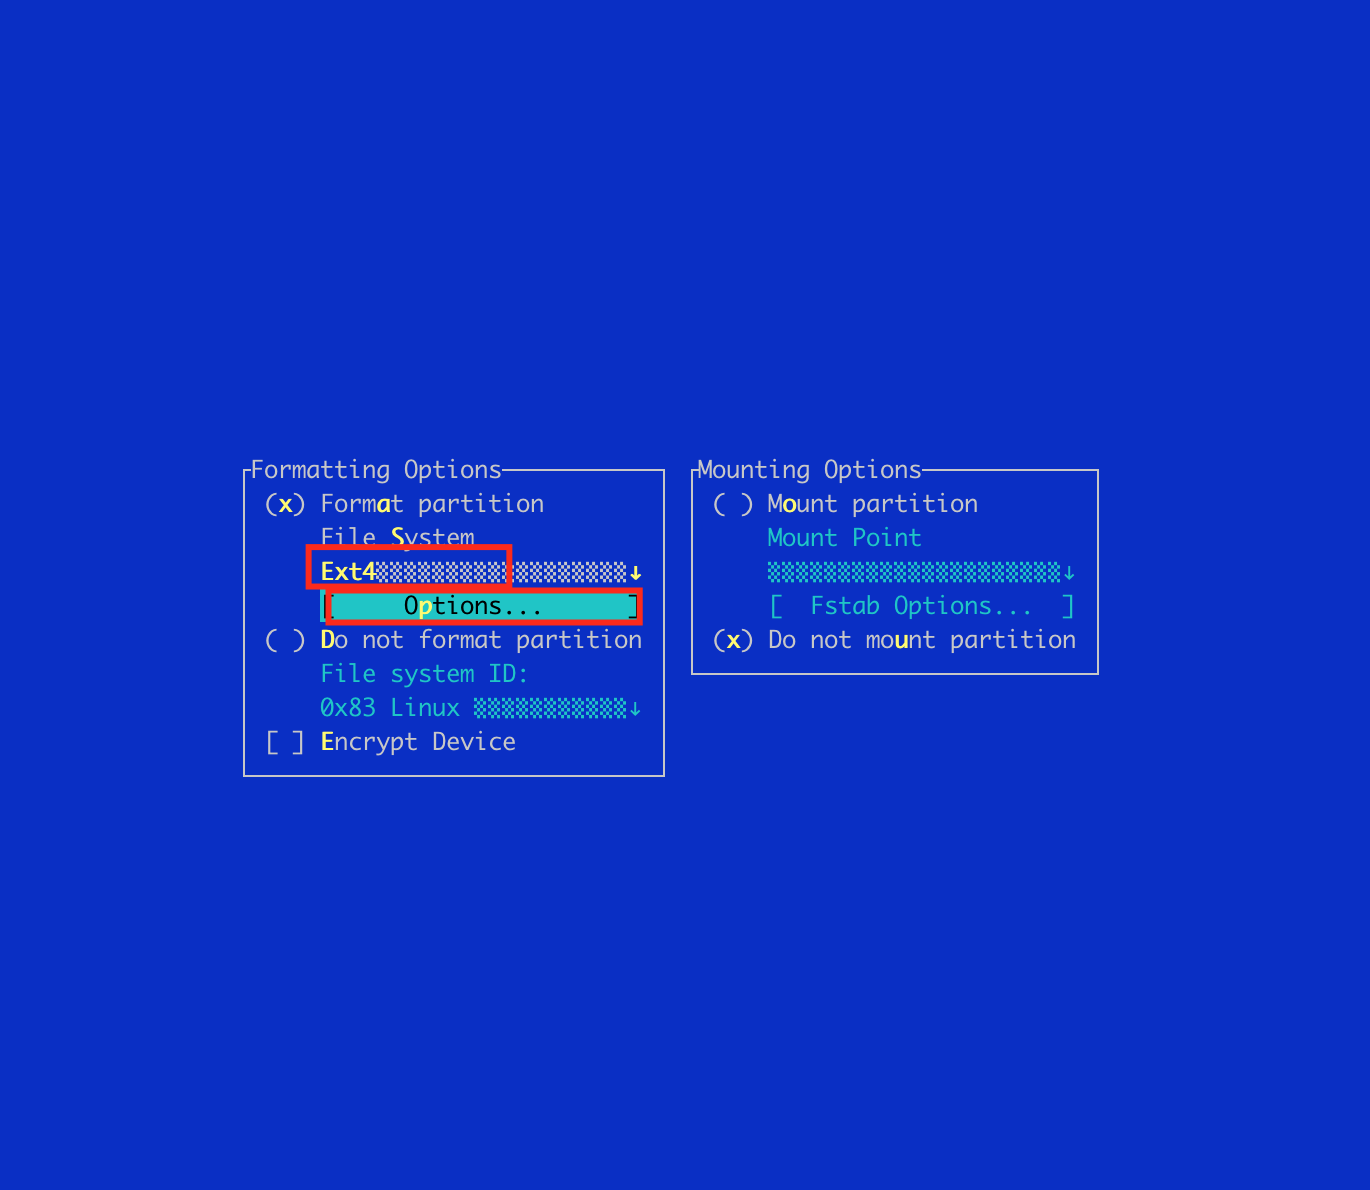 Formatting Options
(x) Format partition
File System
Ext4
[ Options... ]
( ) Do not format partition
File system ID:
0x83 Linux
[ ] Encrypt Device
Mounting Options
( ) Mount partition
Mount Point
[ Fstab Options... ]
(x) Do not mount partition